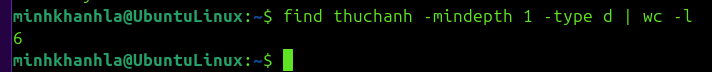 minhkhanhla@UbuntuLinux:~$ find thuchanh -mindepth 1 -type d | wc -l
6
minhkhanhla@UbuntuLinux:~$